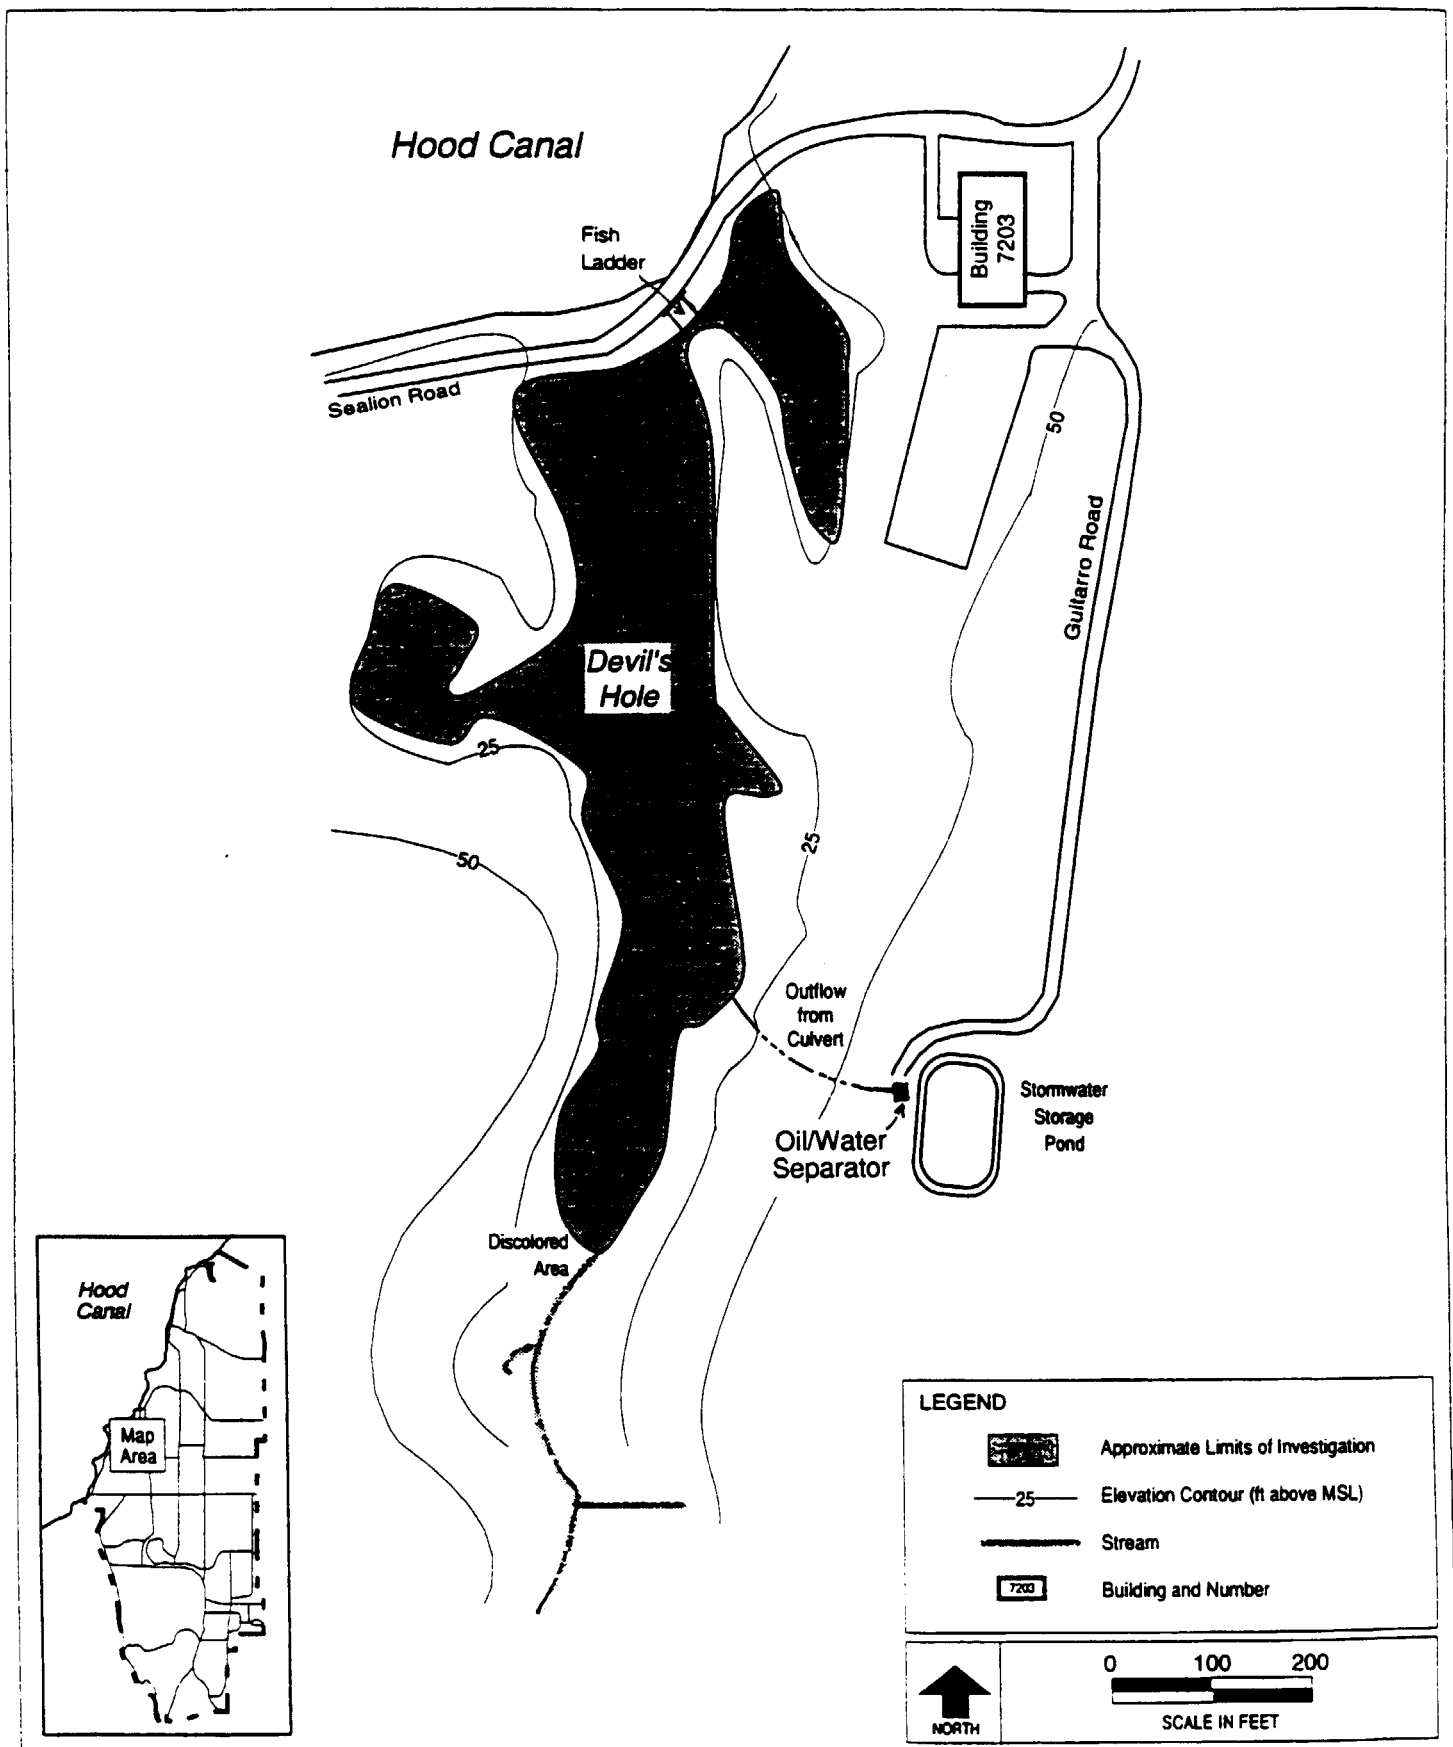 Hood Canal
Fish
Ladder
Building
7203
Sealion Road
50
Guitarro Road
Devil's
Hole
25
50
25
Outflow
from
Culvert
Stormwater
Storage
Pond
Oil/Water
Separator
Discolored
Area
Hood
Canal
Map
Area
LEGEND
Approximate Limits of Investigation
25
Elevation Contour (ft above MSL)
Stream
7203
Building and Number
NORTH
0 100 200
SCALE IN FEET